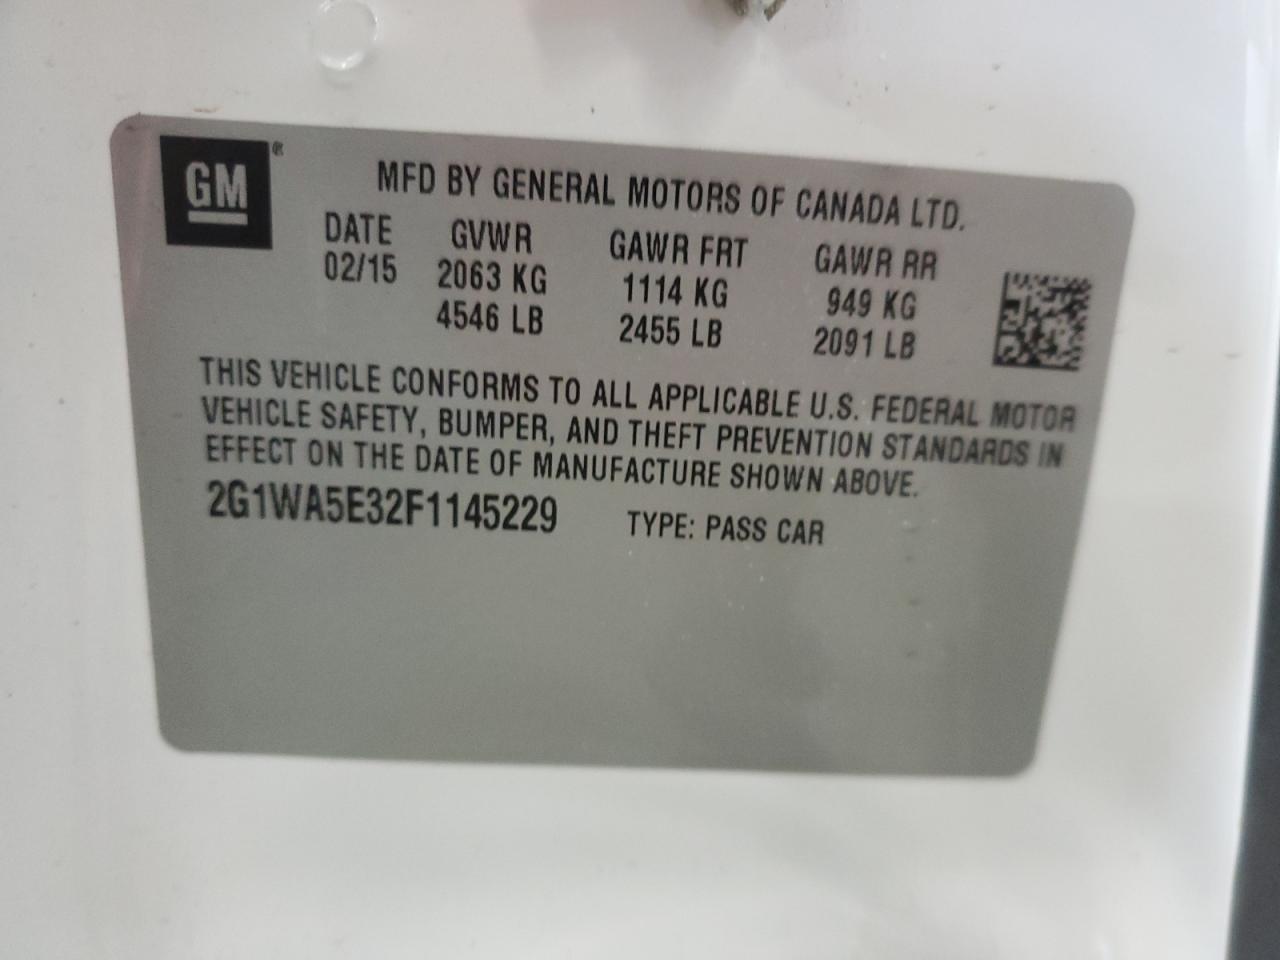 GM®
MFD BY GENERAL MOTORS OF CANADA LTD.
DATE GVWR GAWR FRT GAWR RR
02/15 2063 KG 1114 KG 949 KG
4546 LB 2455 LB 2091 LB
THIS VEHICLE CONFORMS TO ALL APPLICABLE U.S. FEDERAL MOTOR
VEHICLE SAFETY, BUMPER, AND THEFT PREVENTION STANDARDS IN
EFFECT ON THE DATE OF MANUFACTURE SHOWN ABOVE.
2G1WA5E32F1145229 TYPE: PASS CAR